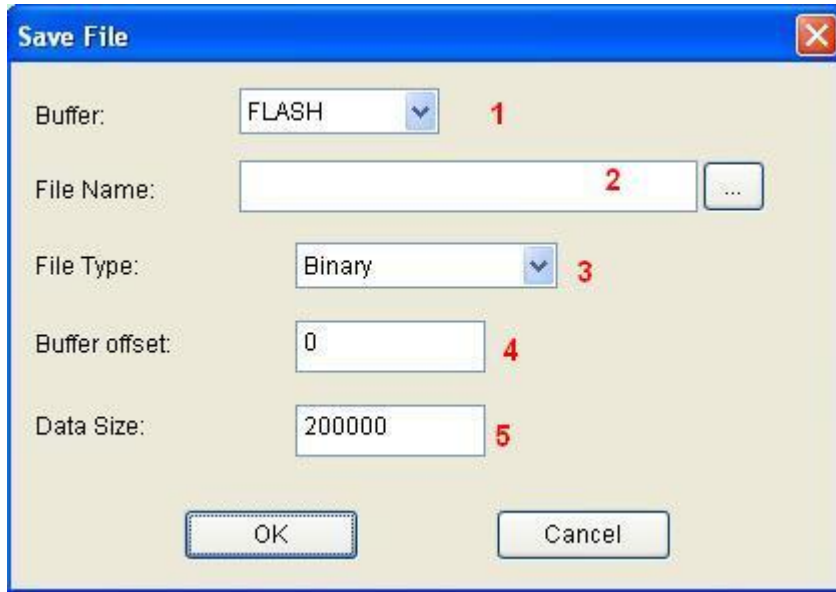 Save File
Buffer: FLASH 1
File Name: 2 ...
File Type: Binary 3
Buffer offset: 0 4
Data Size: 200000 5
OK Cancel